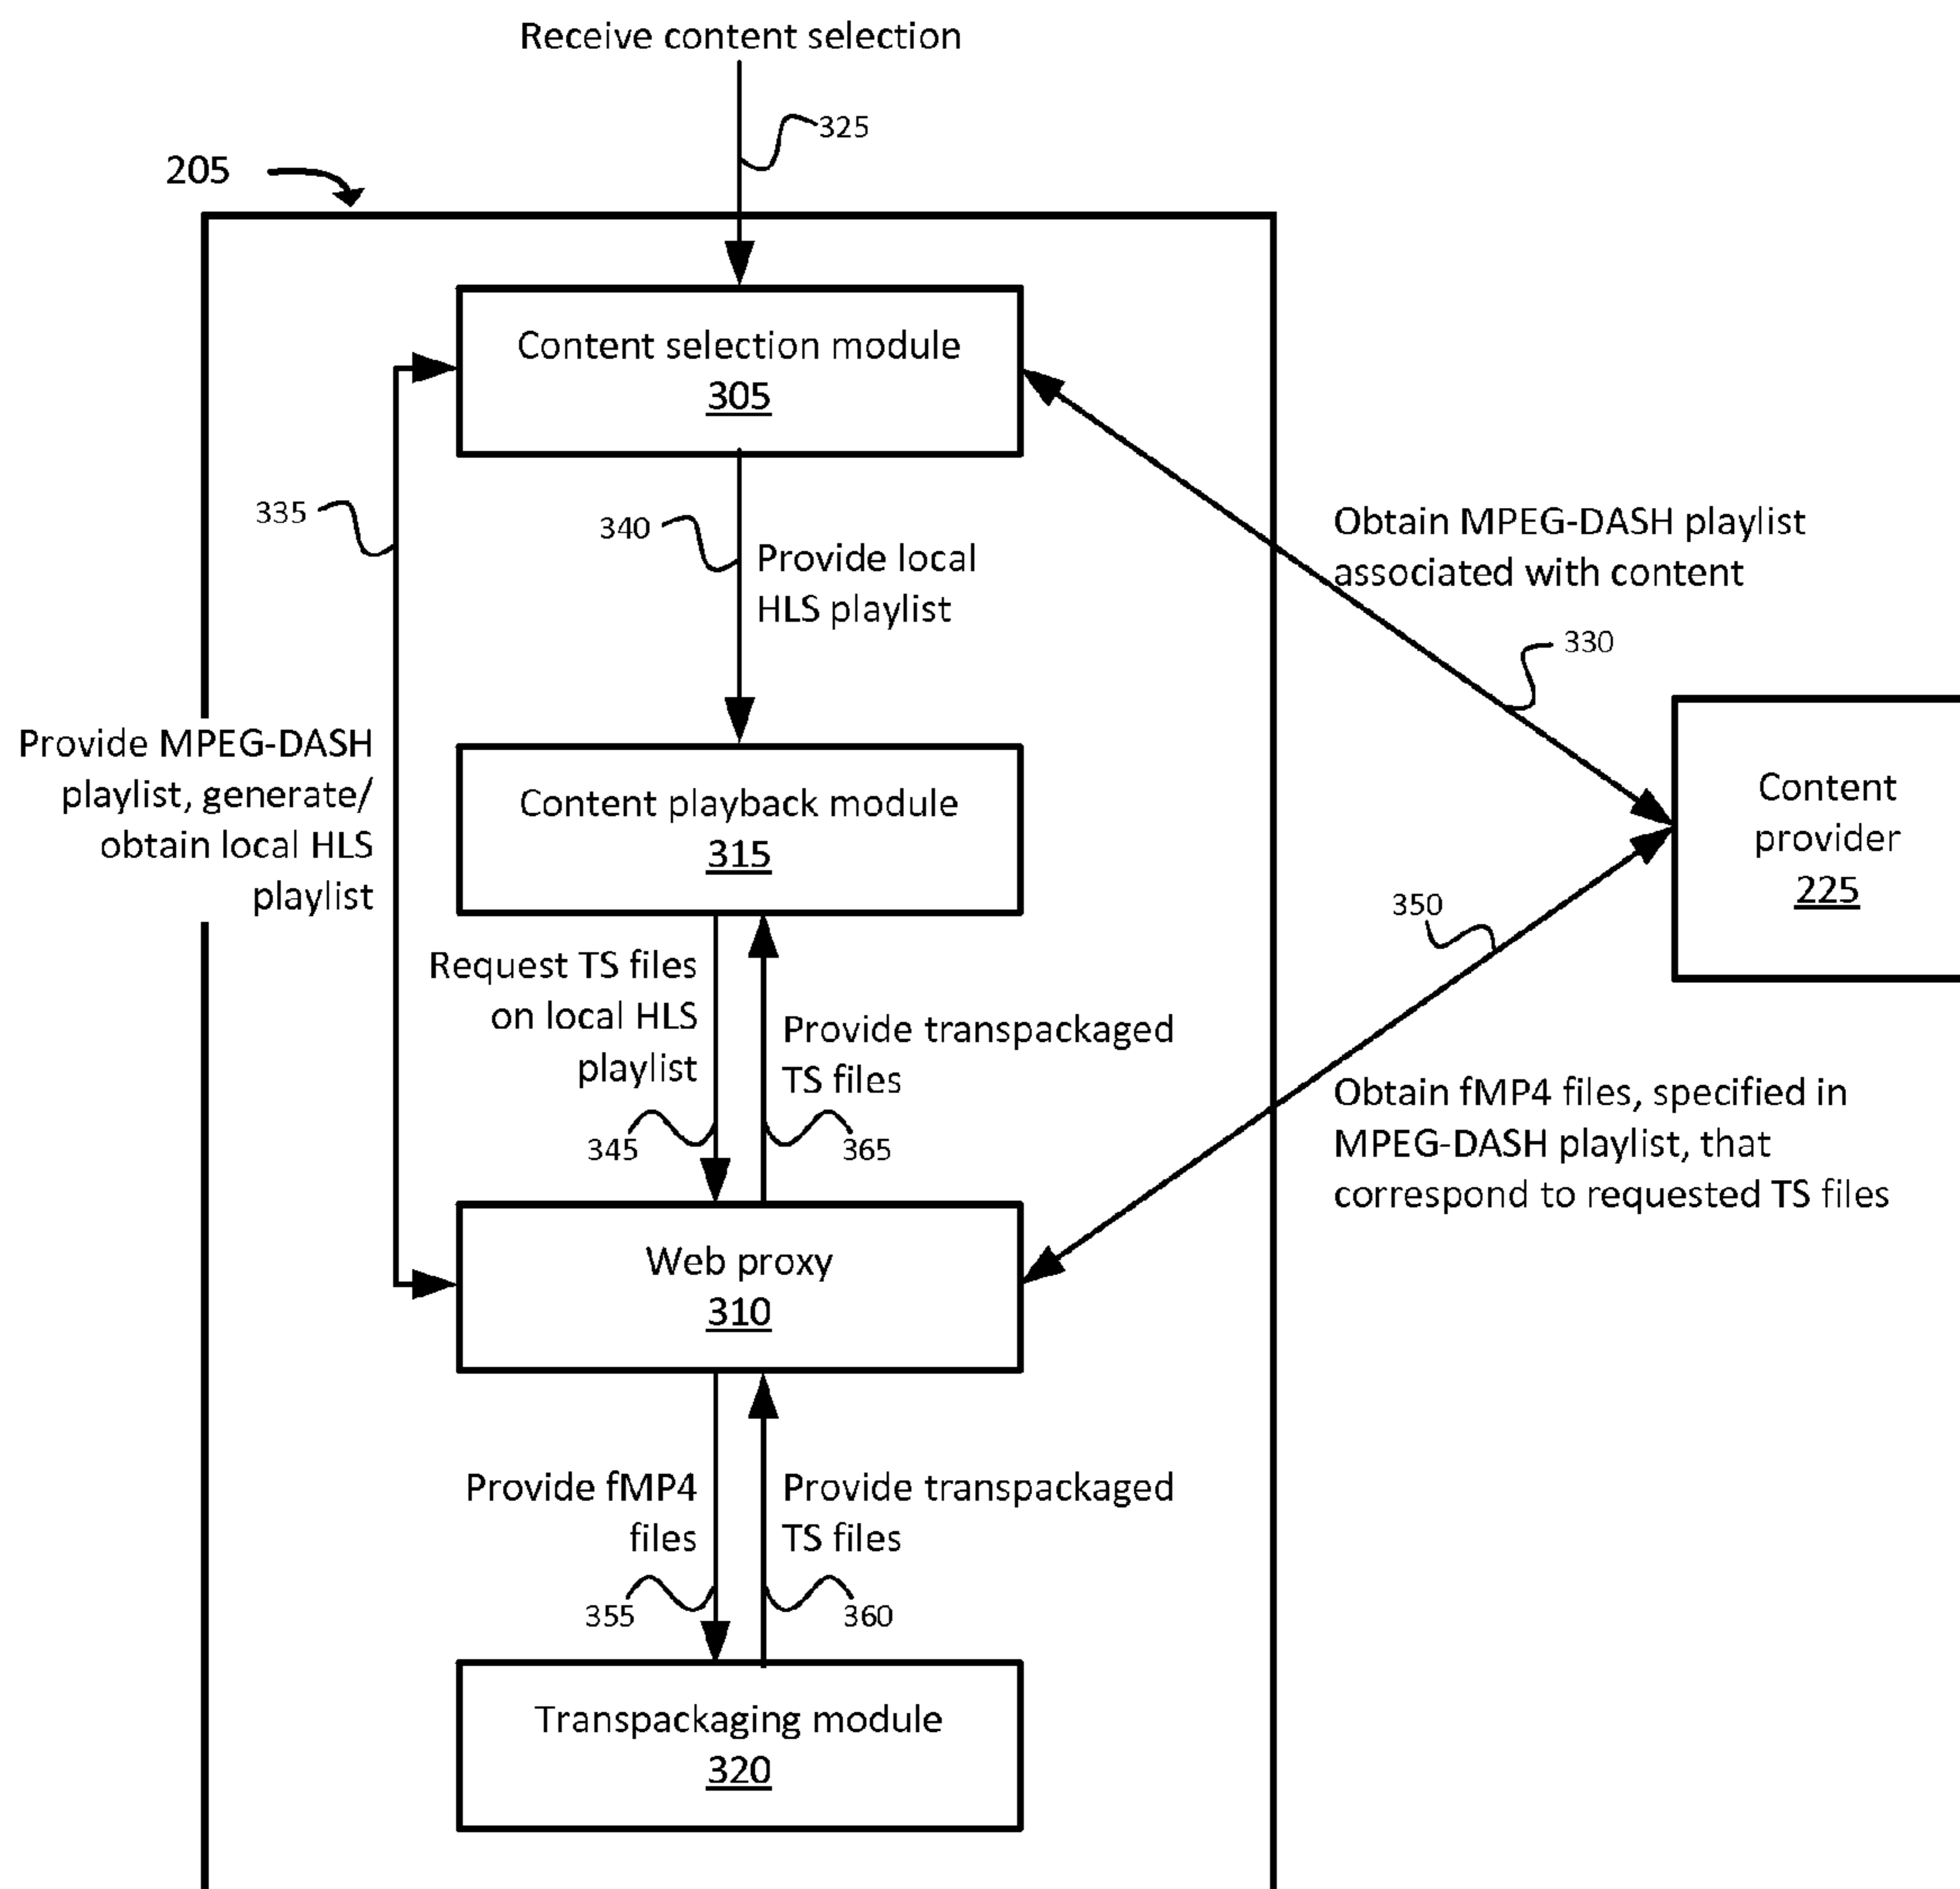 Receive content selection
325
205
Content selection module
305
335
340
Provide local
HLS playlist
Obtain MPEG-DASH playlist
associated with content
330
Provide MPEG-DASH
playlist, generate/
obtain local HLS
playlist
Content playback module
315
Content
provider
225
350
Request TS files
on local HLS
playlist
345
Provide transpackaged
TS files
365
Obtain fMP4 files, specified in
MPEG-DASH playlist, that
correspond to requested TS files
Web proxy
310
Provide fMP4
files
355
Provide transpackaged
TS files
360
Transpackaging module
320